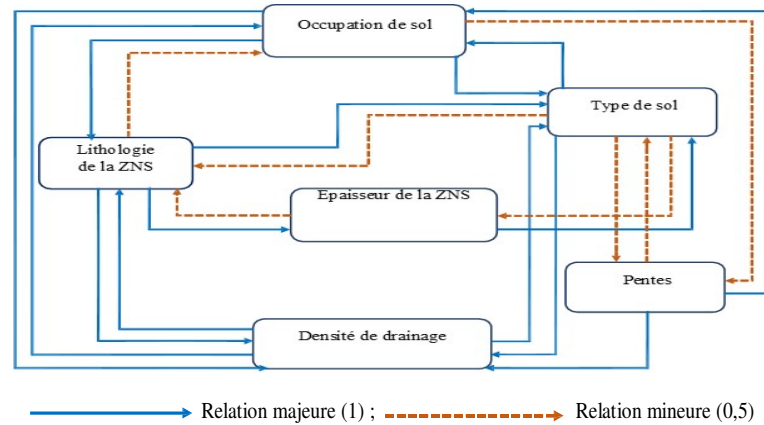 Occupation de sol
Type de sol
Lithologie
de la ZNS
Epaisseur de la ZNS
Pentes
Densité de drainage
Relation majeure (1) ; Relation mineure (0,5)